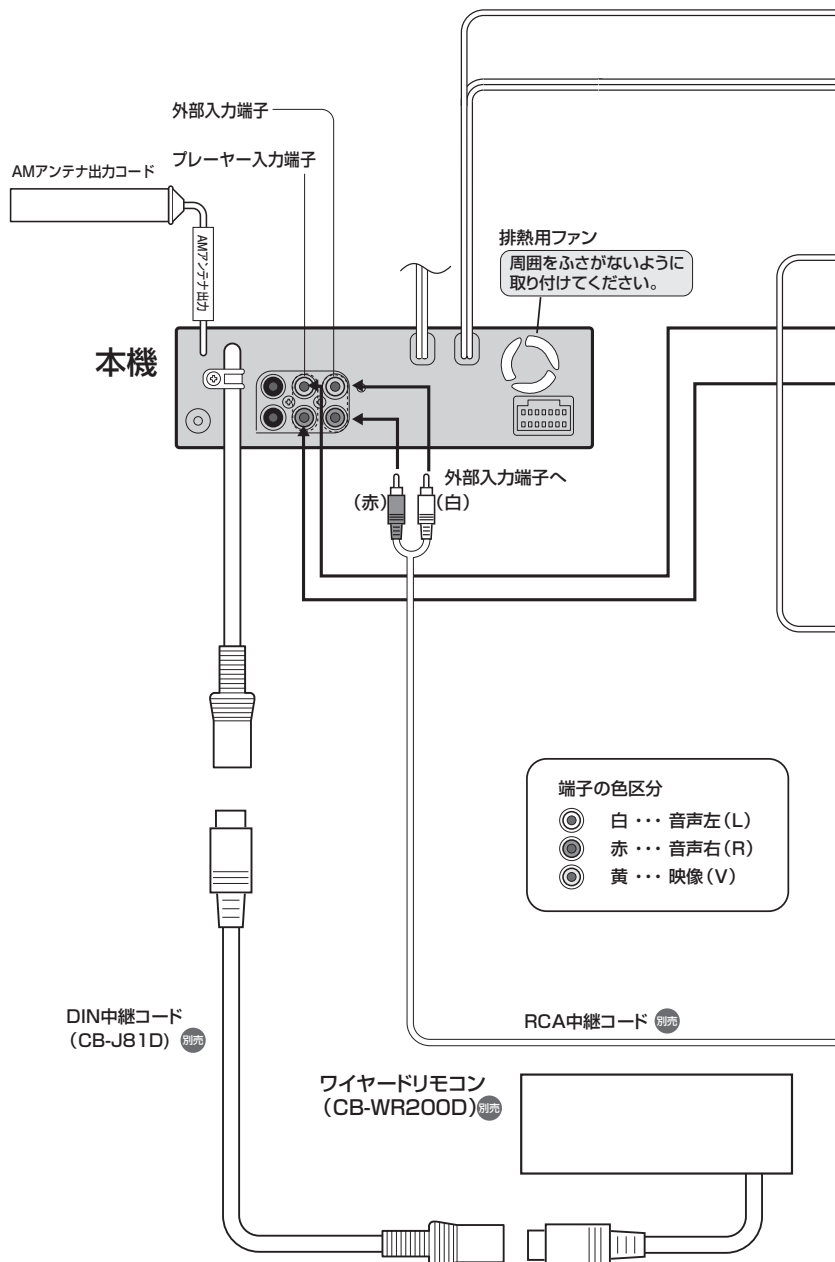 外部入力端子
プレーヤー入力端子
AMアンテナ出力コード
AMアンテナ出力
排熱用ファン
周囲をふさがないように
取り付けてください。
本機
外部入力端子へ
（赤）
（白）
端子の色区分
白 ･･･ 音声左（L）
赤 ･･･ 音声右（R）
黄 ･･･ 映像（V）
DIN中継コード
（CB-J81D） 別売
RCA中継コード 別売
ワイヤードリモコン
（CB-WR200D）別売